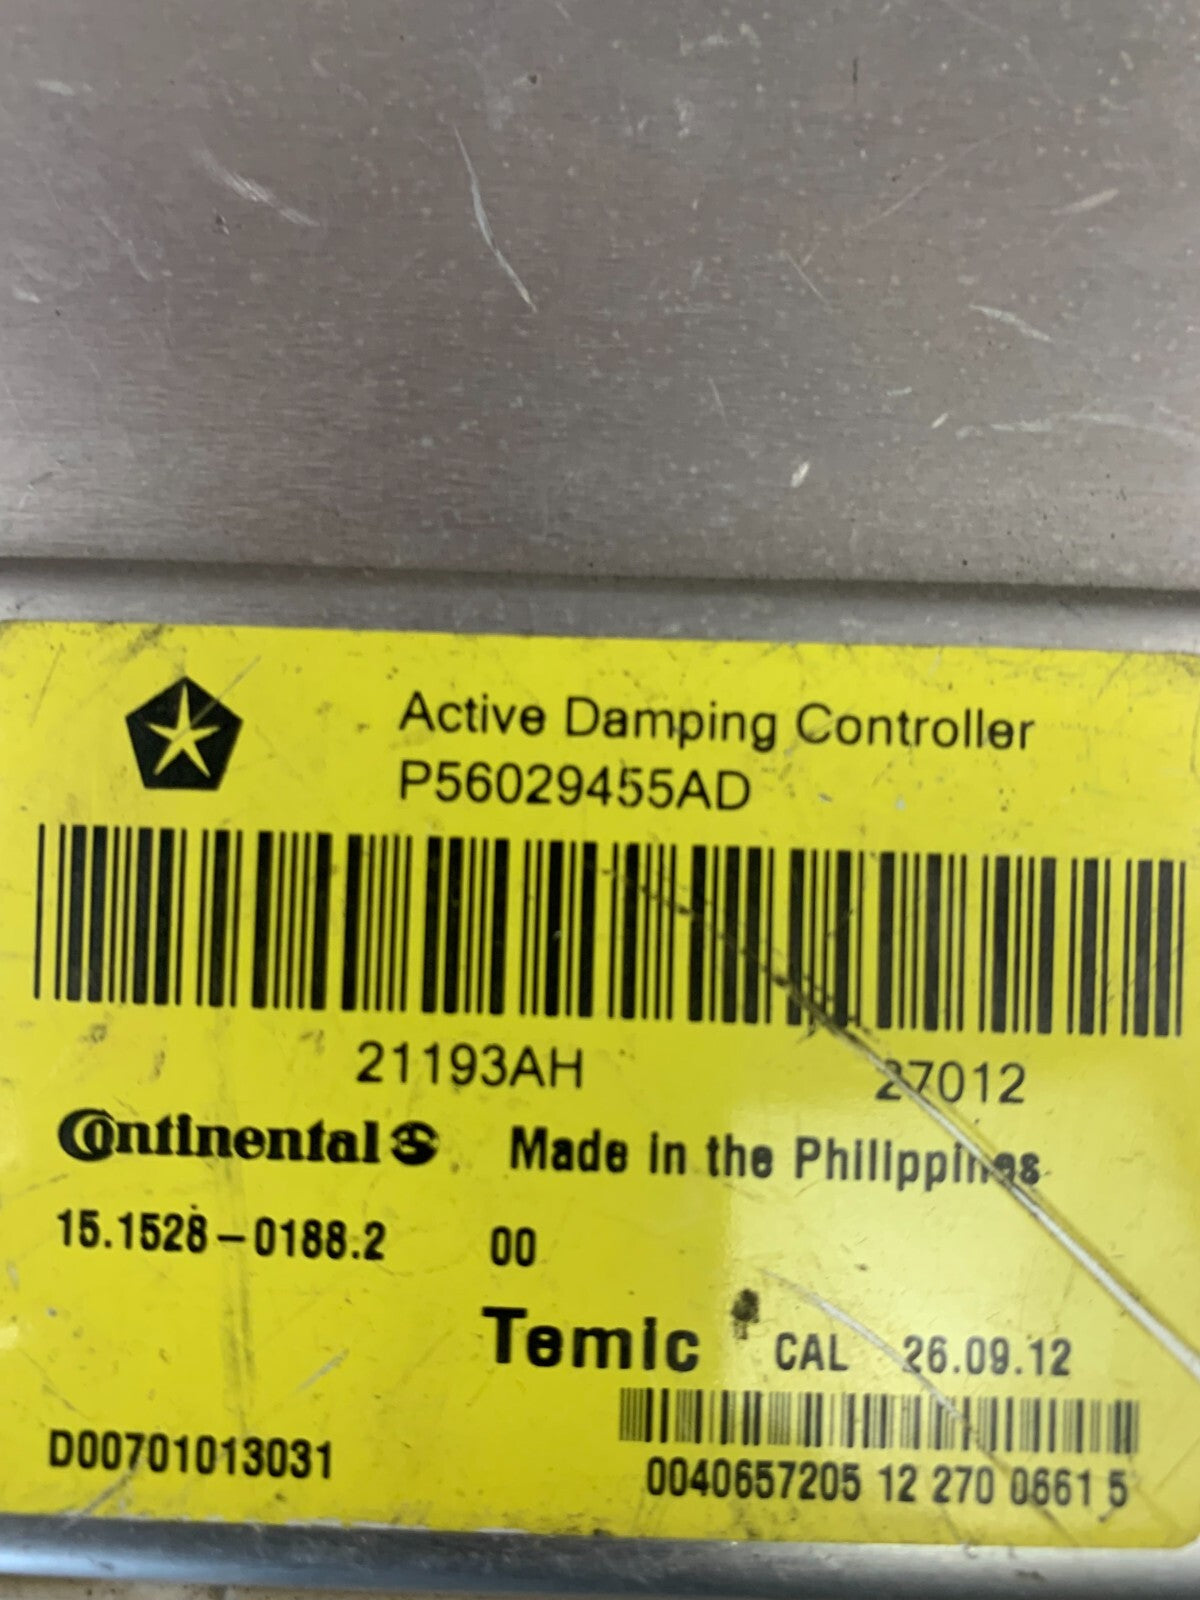 Active Damping Controller
P56029455AD
21193AH 27012
Continental Made in the Philippines
15.1528-0188.2 00
Temic CAL 26.09.12
D00701013031
0040657205 12 270 0661 5